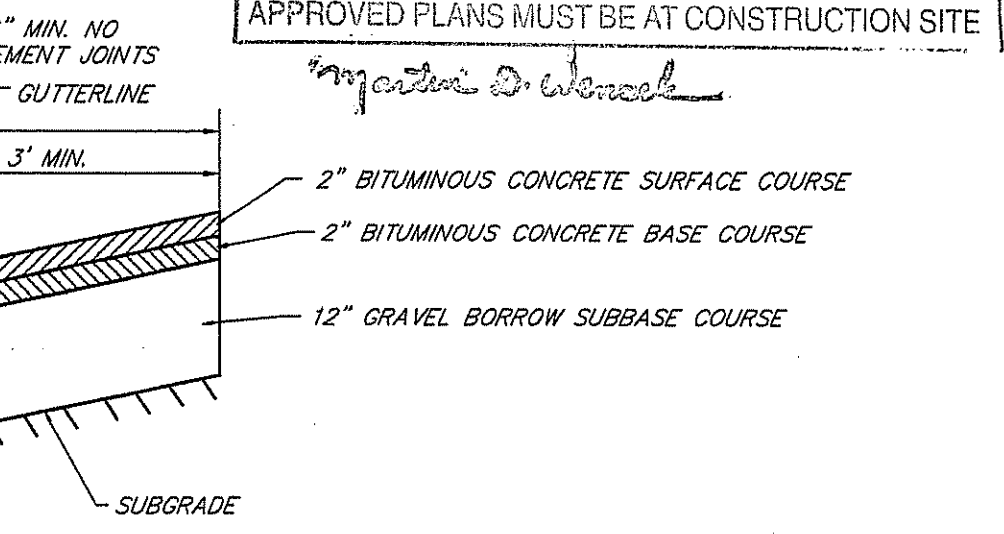 APPROVED PLANS MUST BE AT CONSTRUCTION SITE
" MIN. NO
EMENT JOINTS
GUTTERLINE
Martin D.
3' MIN.
2" BITUMINOUS CONCRETE SURFACE COURSE
2" BITUMINOUS CONCRETE BASE COURSE
12" GRAVEL BORROW SUBBASE COURSE
SUBGRADE